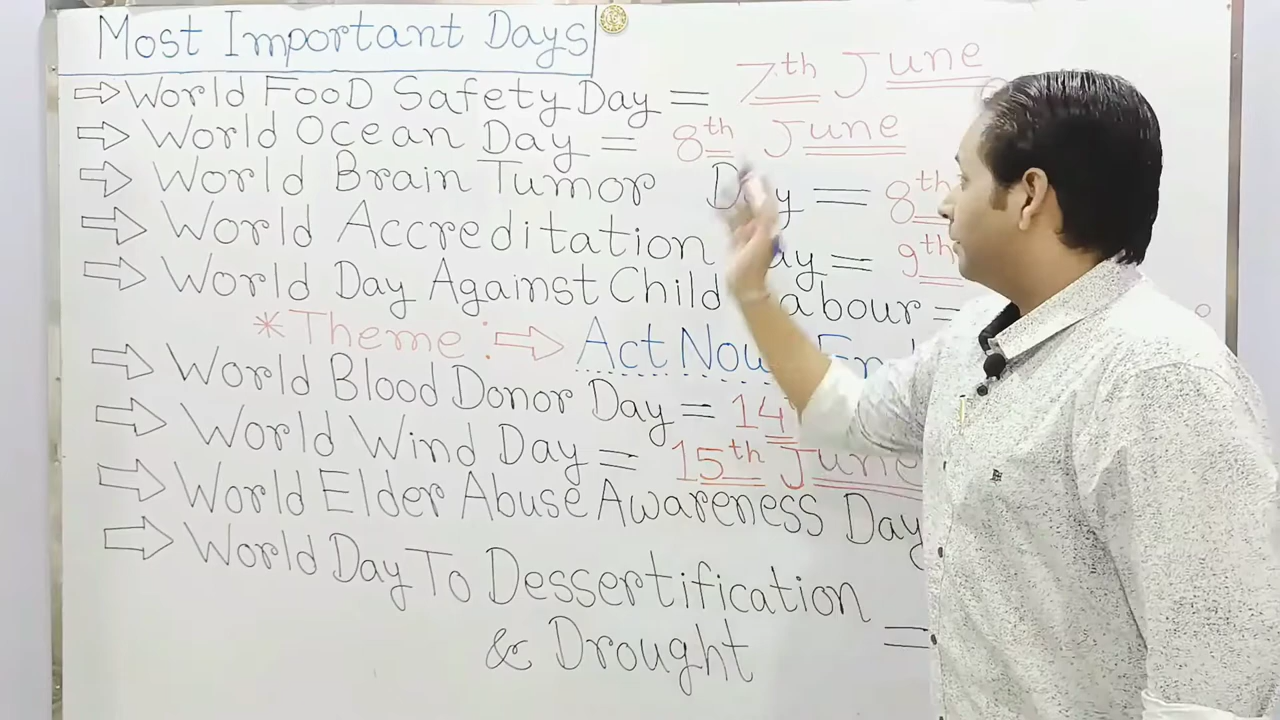 Most Important Days
World FooD Safety Day = 7th June
World Ocean Day = 8th June
World Brain Tumor Day = 8th
World Accreditation = 9th
World Day Against Child =
*Theme: Act Now
World Blood Donor Day = 14
World Wind Day = 15th June
World Elder Abuse Awareness Day
World Day To Dessertification
& Drought =